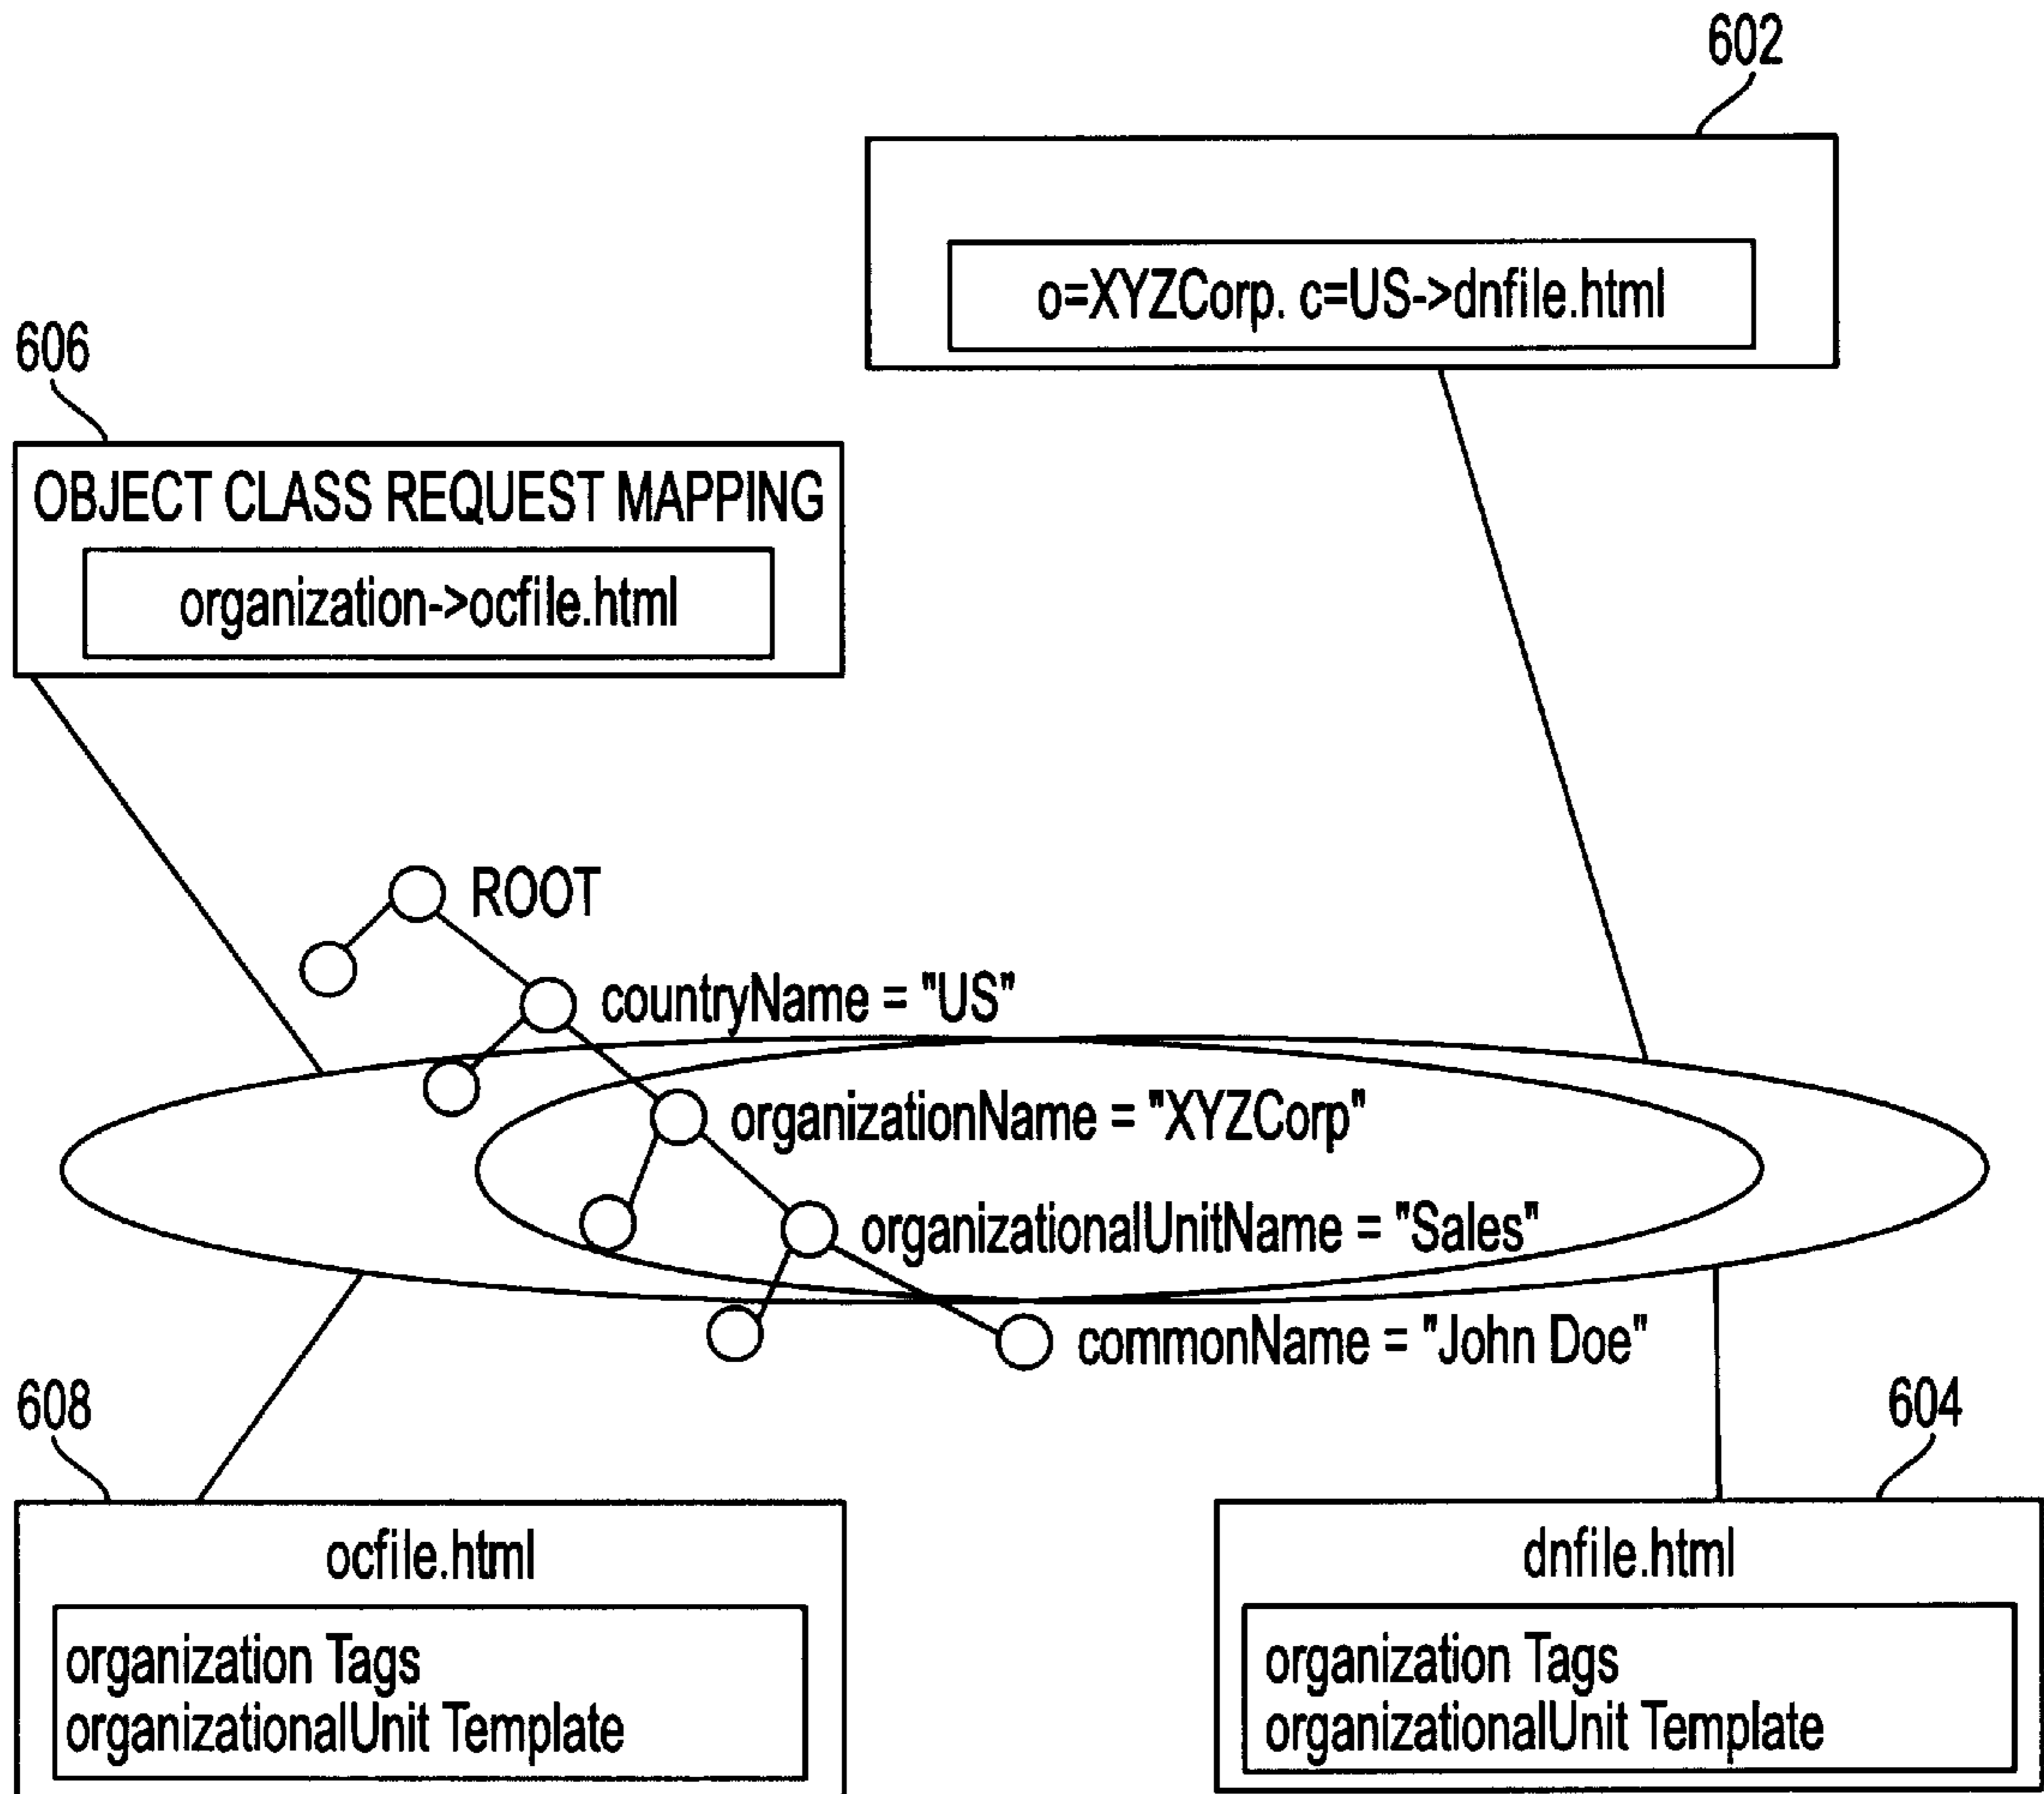 602
o=XYZCorp. c=US->dnfile.html
606
OBJECT CLASS REQUEST MAPPING
organization->ocfile.html
ROOT
countryName = "US"
organizationName = "XYZCorp"
organizationalUnitName = "Sales"
commonName = "John Doe"
608
ocfile.html
organization Tags
organizationalUnit Template
604
dnfile.html
organization Tags
organizationalUnit Template